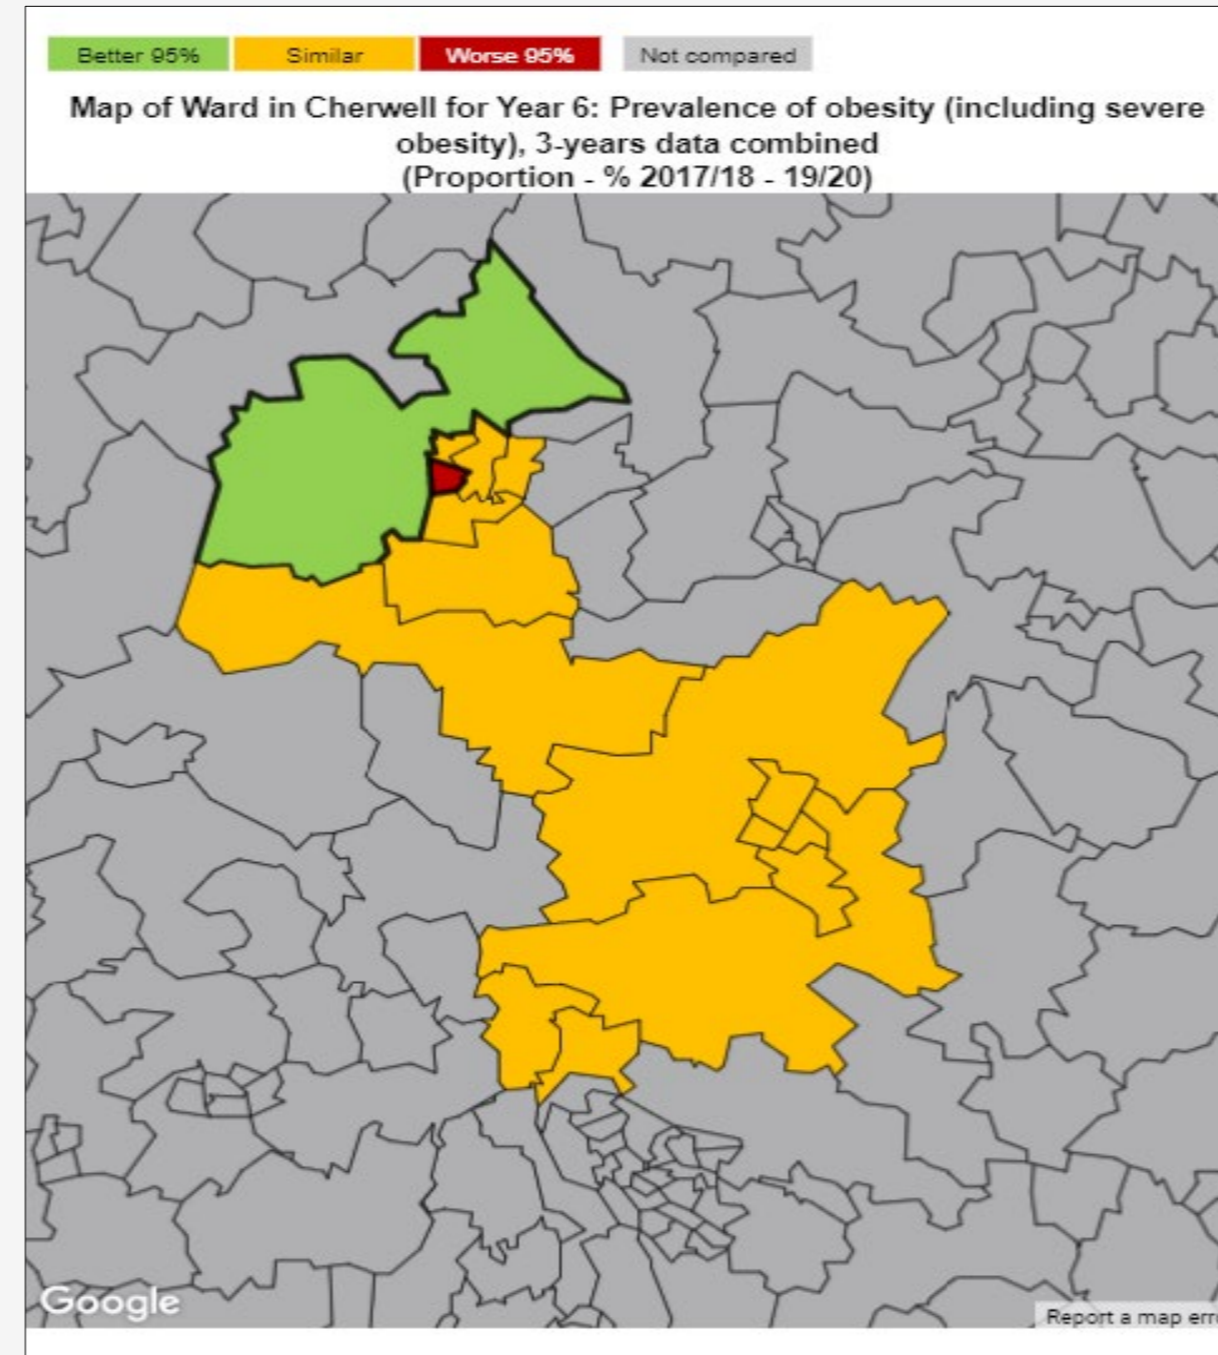 Better 95% Similar Worse 95% Not compared
Map of Ward in Cherwell for Year 6: Prevalence of obesity (including severe
obesity), 3-years data combined
(Proportion - % 2017/18 - 19/20)
Google
Report a map